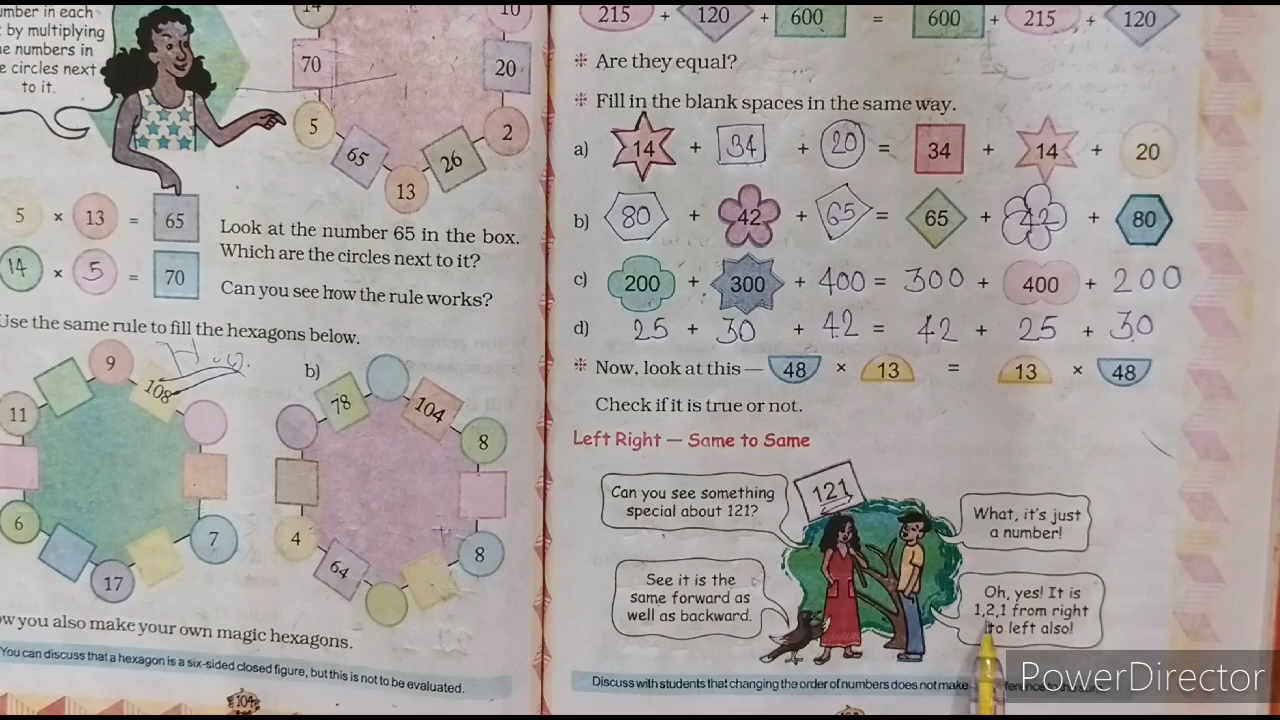 umber in each
by multiplying
e numbers in
e circles next
to it.
14
10
70
20
5
2
65
26
13
5 × 13 = 65
14 × 5 = 70
Look at the number 65 in the box.
Which are the circles next to it?
Can you see how the rule works?
Use the same rule to fill the hexagons below.
H.W.
9
108
11
6
17
7
b)
78
104
8
4
64
8
ow you also make your own magic hexagons.
You can discuss that a hexagon is a six-sided closed figure, but this is not to be evaluated.
104
215 + 120 + 600 = 600 + 215 + 120
* Are they equal?
* Fill in the blank spaces in the same way.
a) 14 + 34 + 20 = 34 + 14 + 20
b) 80 + 42 + 65 = 65 + 42 + 80
c) 200 + 300 + 400 = 300 + 400 + 200
d) 25 + 30 + 42 = 42 + 25 + 30
* Now, look at this — 48 × 13 = 13 × 48
Check if it is true or not.
Left Right — Same to Same
Can you see something
special about 121?
121
What, it's just
a number!
See it is the
same forward as
well as backward.
Oh, yes! It is
1,2,1 from right
to left also!
Discuss with students that changing the order of numbers does not make
PowerDirector